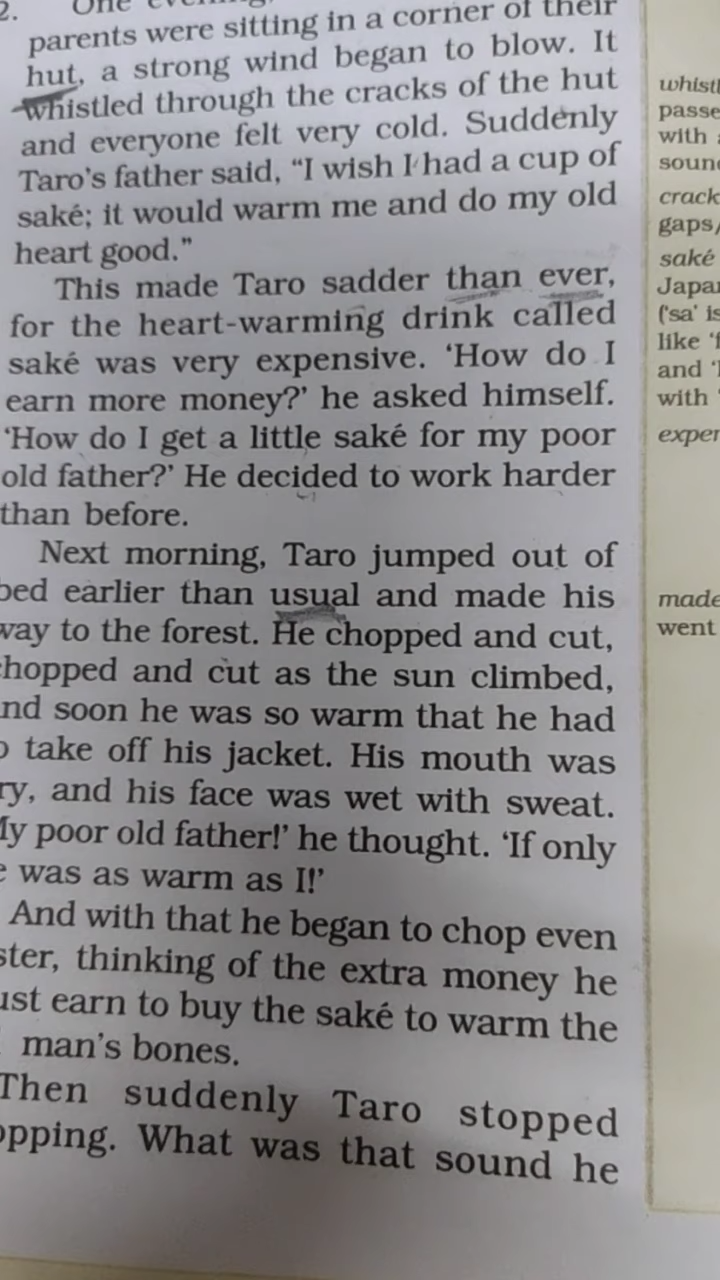 2. One
parents were sitting in a corner of their
hut, a strong wind began to blow. It
whistled through the cracks of the hut
and everyone felt very cold. Suddenly
Taro's father said, “I wish I had a cup of
saké; it would warm me and do my old
heart good.”
This made Taro sadder than ever,
for the heart-warming drink called
saké was very expensive. ‘How do I
earn more money?’ he asked himself.
‘How do I get a little saké for my poor
old father?’ He decided to work harder
than before.
Next morning, Taro jumped out of
bed earlier than usual and made his
way to the forest. He chopped and cut,
chopped and cut as the sun climbed,
nd soon he was so warm that he had
take off his jacket. His mouth was
ry, and his face was wet with sweat.
My poor old father!’ he thought. ‘If only
was as warm as I!’
And with that he began to chop even
ster, thinking of the extra money he
ust earn to buy the saké to warm the
man's bones.
Then suddenly Taro stopped
opping. What was that sound he
whistl
passe
with
soun
crack
gaps/
saké
Japa
(‘sa’ is
like
and
with
exper
made
went